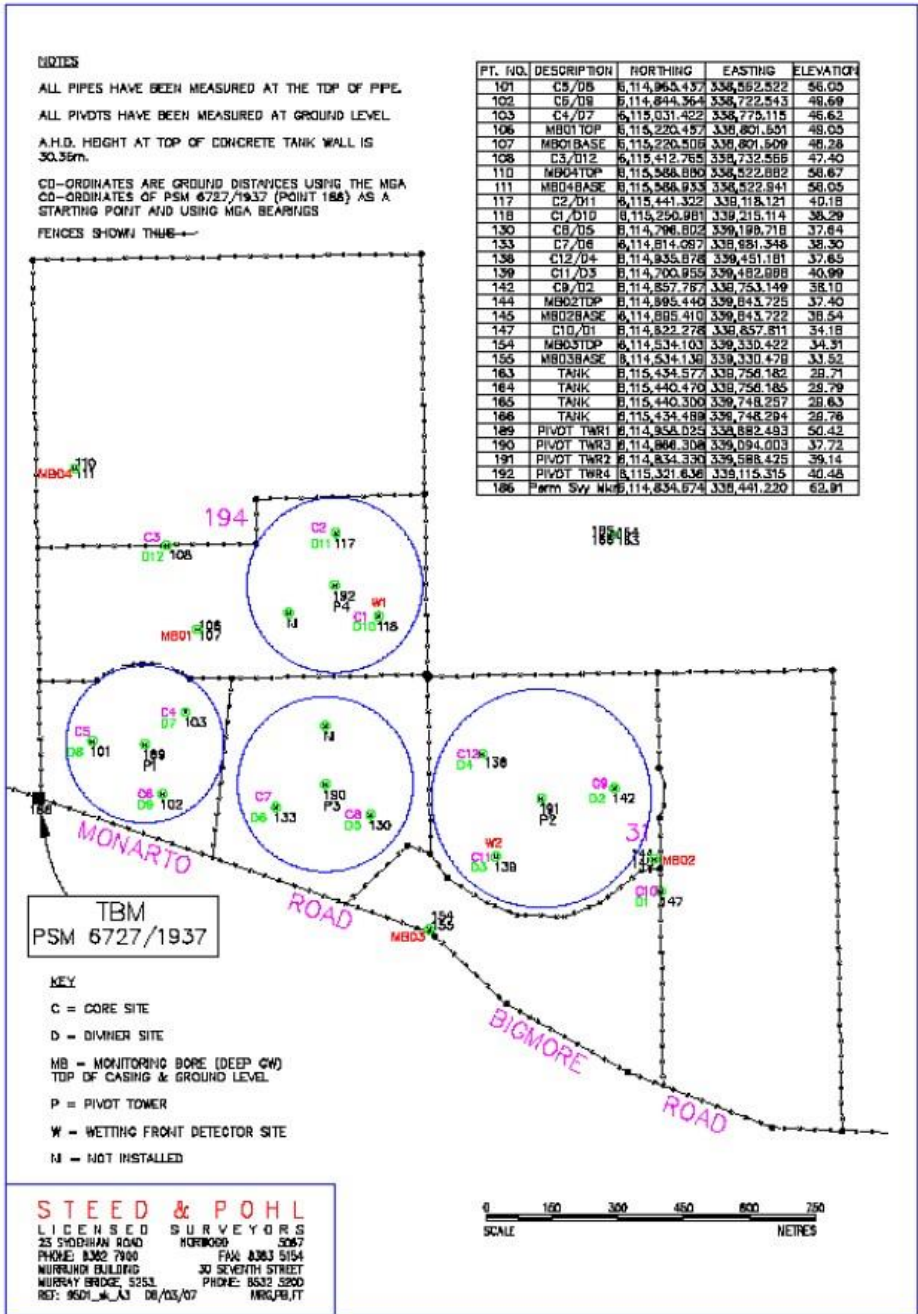 NOTES
ALL PIPES HAVE BEEN MEASURED AT THE TOP OF PIPE.
ALL PIVOTS HAVE BEEN MEASURED AT GROUND LEVEL
A.H.D. HEIGHT AT TOP OF CONCRETE TANK WALL IS
30.36m.
CO-ORDINATES ARE GROUND DISTANCES USING THE MGA
CO-ORDINATES OF PSM 6727/1937 (POINT 186) AS A
STARTING POINT AND USING MGA BEARINGS
FENCES SHOWN THUS
PT. NO. DESCRIPTION NORTHING EASTING ELEVATION
101 C5/D8 6,114,965.437 338,552.522 56.05
102 C6/D9 6,114,844.364 338,722.543 49.69
103 C4/D7 6,115,031.422 338,775.115 46.62
106 MB01TOP 6,115,220.457 338,801.551 49.05
107 MB01BASE 6,115,220.506 338,801.509 48.28
108 C3/D12 6,115,412.765 338,732.566 47.40
110 MB04TOP 6,115,588.880 338,522.882 58.67
111 MB04BASE 6,115,588.933 338,522.941 58.05
117 C2/D11 6,115,441.322 339,118.121 40.18
118 C1/D10 6,115,250.981 339,215.114 38.29
130 C8/D5 6,114,796.802 339,198.718 37.64
133 C7/D6 6,114,814.097 338,981.348 38.30
138 C12/D4 6,114,935.878 339,451.181 37.65
139 C11/D3 6,114,700.955 339,482.988 40.99
142 C9/D2 6,114,857.767 339,753.149 38.10
144 MB02TOP 6,114,695.440 339,843.725 37.40
145 MB02BASE 6,114,695.410 339,843.722 36.54
147 C10/D1 6,114,622.278 339,857.811 34.18
154 MB03TOP 6,114,534.103 339,330.422 34.31
155 MB03BASE 6,114,534.139 339,330.479 33.52
163 TANK 6,115,434.577 339,756.182 29.71
164 TANK 6,115,440.470 339,756.185 29.79
165 TANK 6,115,440.300 339,748.257 29.63
166 TANK 6,115,434.489 339,748.294 29.76
189 PIVOT TWR1 6,114,958.025 338,682.493 50.42
190 PIVOT TWR3 6,114,866.308 339,094.003 37.72
191 PIVOT TWR2 6,114,834.330 339,588.425 39.14
192 PIVOT TWR4 6,115,321.636 339,115.315 40.48
186 Perm Svy Mk 6,114,834.674 338,441.220 62.91
110
MB04 111
194
C3
D12 108
C2
D11 117
192
P4
NI
W1
C1
D10 118
106
MB01 107
C4
D7 103
C5
D8 101
189
P1
C6
D9 102
NI
190
P3
C7
D6 133
C8
D5 130
C12
D4 138
191
P2
C9
D2 142
W2
C11
D3 139
31
MB02
C10
D1 147
186
MONARTO
ROAD
154
MB03 155
TBM
PSM 6727/1937
BIGMORE
ROAD
KEY
C = CORE SITE
D = DIVINER SITE
MB = MONITORING BORE (DEEP GW)
TOP OF CASING & GROUND LEVEL
P = PIVOT TOWER
W = WETTING FRONT DETECTOR SITE
NI = NOT INSTALLED
STEED & POHL
LICENSED SURVEYORS
23 SYDENHAM ROAD NORWOOD 5067
PHONE: 8362 7900 FAX: 8363 5154
MURRUNDI BUILDING 30 SEVENTH STREET
MURRAY BRIDGE, 5253 PHONE: 8532 5200
REF: 9501_sk_A3 08/03/07 MRG,PB,FT
0 150 300 450 600 750
SCALE METRES